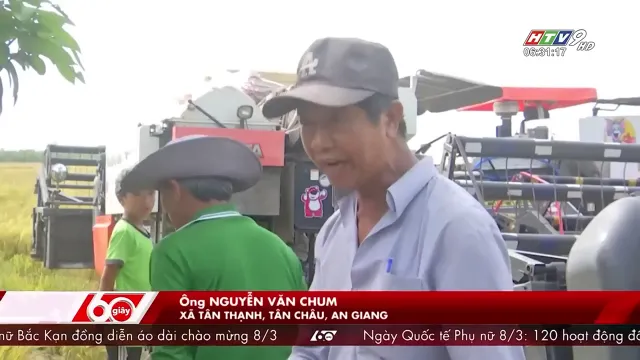 HTV9 HD
06:31:17
60 giây
Ông NGUYỄN VĂN CHUM
XÃ TÂN THẠNH, TÂN CHÂU, AN GIANG
nữ Bắc Kạn đồng diễn áo dài chào mừng 8/3 60 giây Ngày Quốc tế Phụ nữ 8/3: 120 hoạt động đ